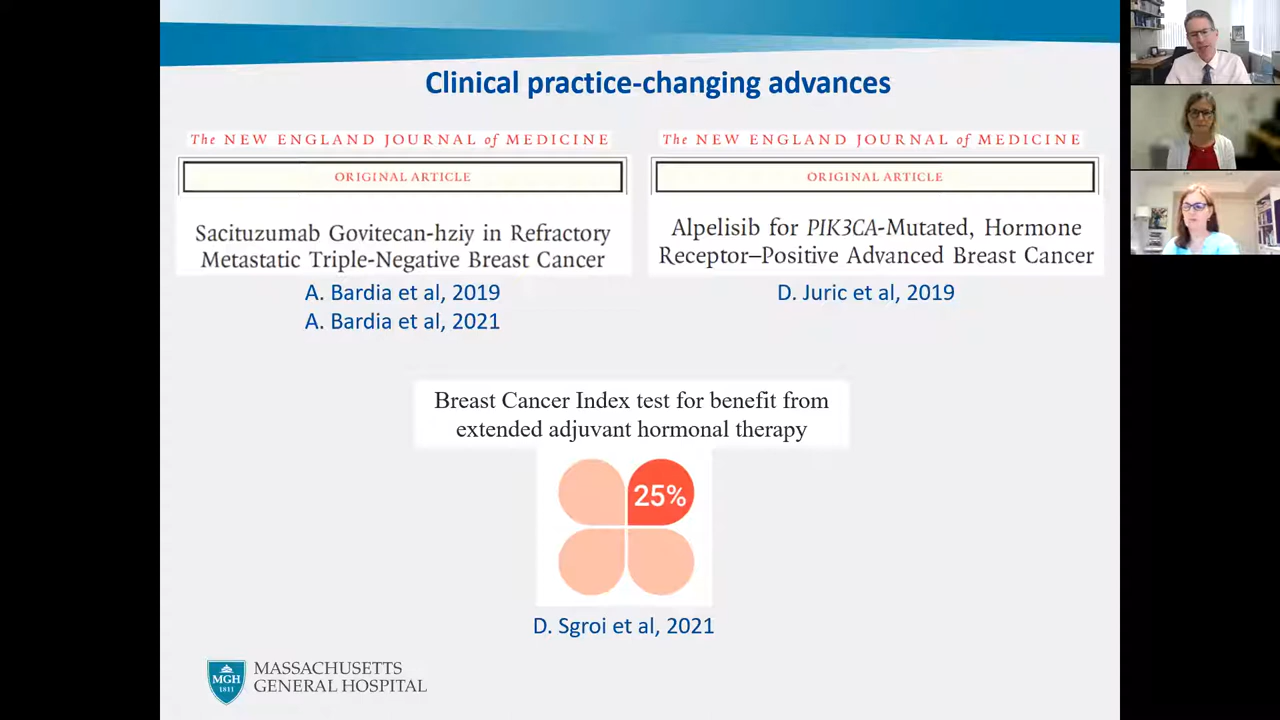 Clinical practice-changing advances
The NEW ENGLAND JOURNAL of MEDICINE
ORIGINAL ARTICLE
Sacituzumab Govitecan-hziy in Refractory
Metastatic Triple-Negative Breast Cancer
A. Bardia et al, 2019
A. Bardia et al, 2021
The NEW ENGLAND JOURNAL of MEDICINE
ORIGINAL ARTICLE
Alpelisib for PIK3CA-Mutated, Hormone
Receptor–Positive Advanced Breast Cancer
D. Juric et al, 2019
Breast Cancer Index test for benefit from
extended adjuvant hormonal therapy
25%
D. Sgroi et al, 2021
MGH
1811
MASSACHUSETTS
GENERAL HOSPITAL